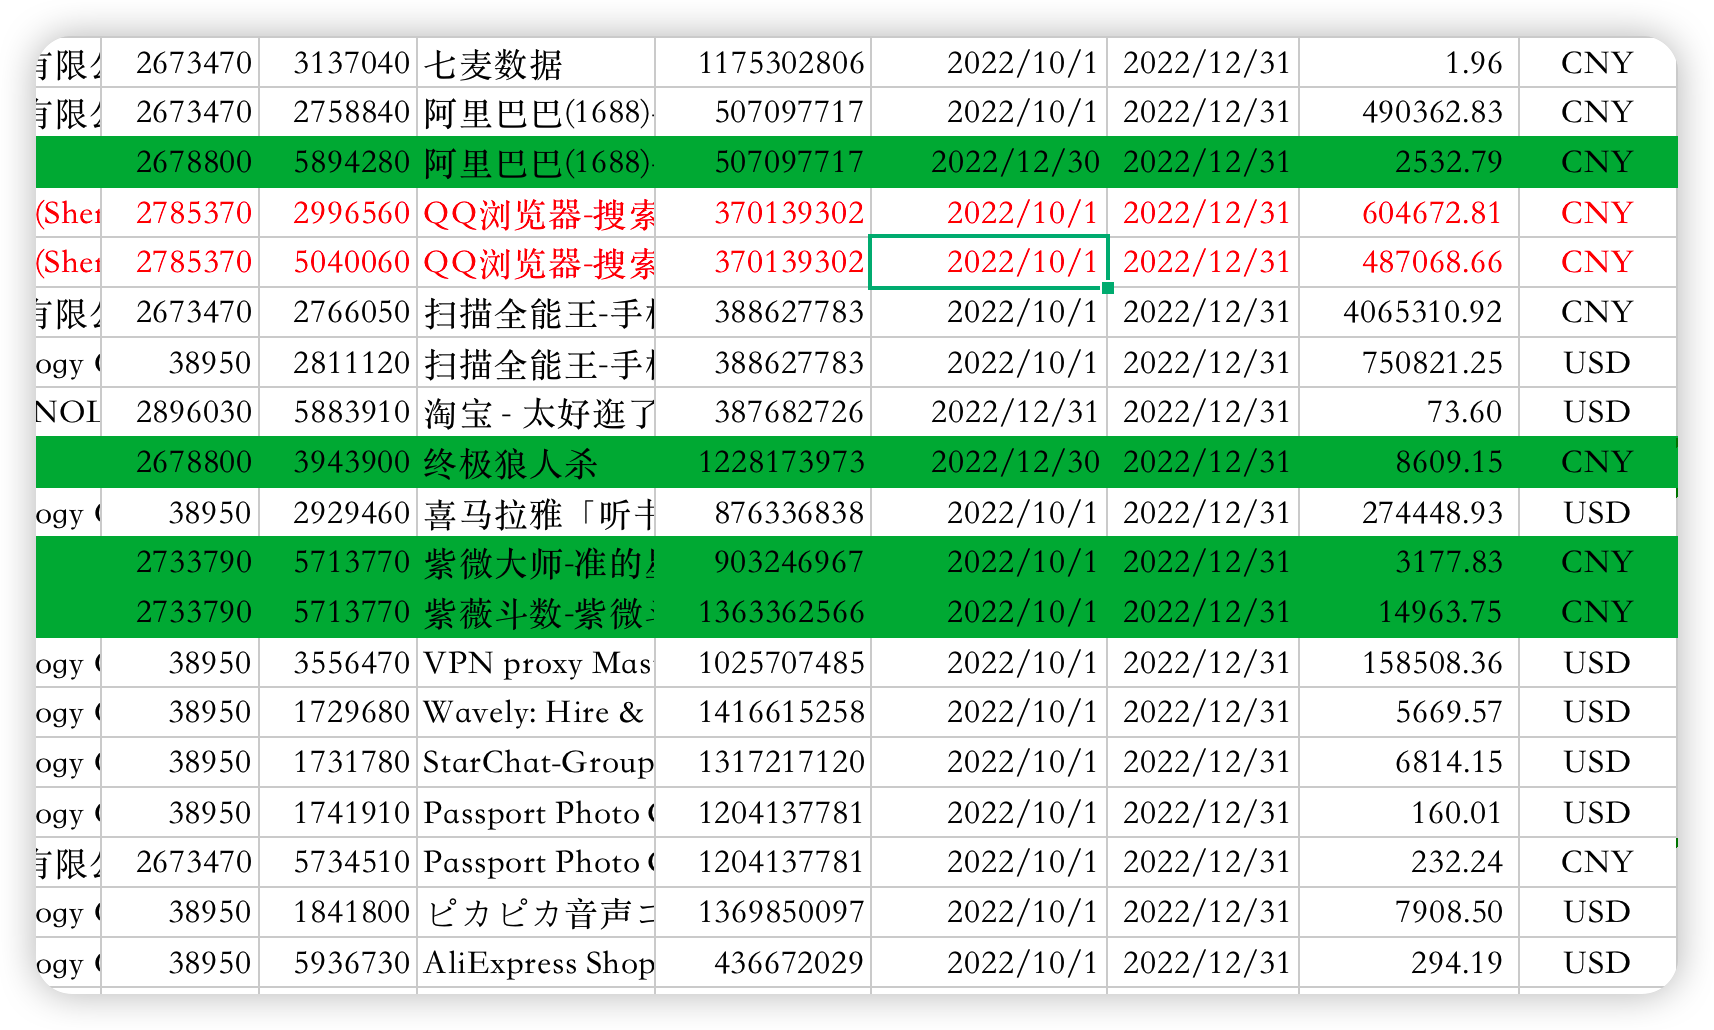 有限公 2673470 3137040 七麦数据 1175302806 2022/10/1 2022/12/31 1.96 CNY
有限公 2673470 2758840 阿里巴巴(1688)- 507097717 2022/10/1 2022/12/31 490362.83 CNY
2678800 5894280 阿里巴巴(1688)- 507097717 2022/12/30 2022/12/31 2532.79 CNY
(Shen 2785370 2996560 QQ浏览器-搜索 370139302 2022/10/1 2022/12/31 604672.81 CNY
(Shen 2785370 5040060 QQ浏览器-搜索 370139302 2022/10/1 2022/12/31 487068.66 CNY
有限公 2673470 2766050 扫描全能王-手机 388627783 2022/10/1 2022/12/31 4065310.92 CNY
ogy C 38950 2811120 扫描全能王-手机 388627783 2022/10/1 2022/12/31 750821.25 USD
NOL 2896030 5883910 淘宝 - 太好逛了 387682726 2022/12/31 2022/12/31 73.60 USD
2678800 3943900 终极狼人杀 1228173973 2022/12/30 2022/12/31 8609.15 CNY
ogy C 38950 2929460 喜马拉雅「听书 876336838 2022/10/1 2022/12/31 274448.93 USD
2733790 5713770 紫微大师-准的星 903246967 2022/10/1 2022/12/31 3177.83 CNY
2733790 5713770 紫薇斗数-紫微斗 1363362566 2022/10/1 2022/12/31 14963.75 CNY
ogy C 38950 3556470 VPN proxy Mas 1025707485 2022/10/1 2022/12/31 158508.36 USD
ogy C 38950 1729680 Wavely: Hire & 1416615258 2022/10/1 2022/12/31 5669.57 USD
ogy C 38950 1731780 StarChat-Group 1317217120 2022/10/1 2022/12/31 6814.15 USD
ogy C 38950 1741910 Passport Photo C 1204137781 2022/10/1 2022/12/31 160.01 USD
有限公 2673470 5734510 Passport Photo C 1204137781 2022/10/1 2022/12/31 232.24 CNY
ogy C 38950 1841800 ピカピカ音声コ 1369850097 2022/10/1 2022/12/31 7908.50 USD
ogy C 38950 5936730 AliExpress Shop 436672029 2022/10/1 2022/12/31 294.19 USD